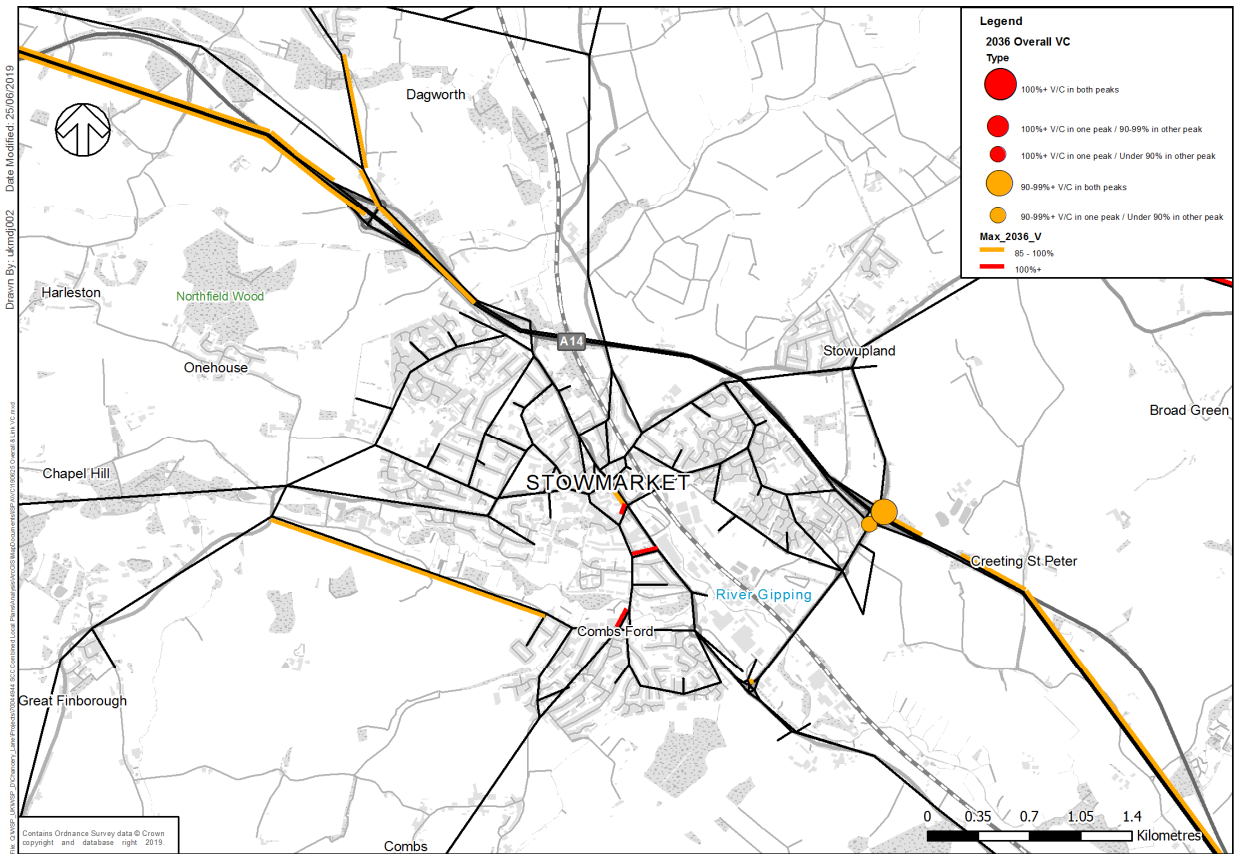 Legend
2036 Overall VC
Type
100%+ V/C in both peaks
100%+ V/C in one peak / 90-99% in other peak
100%+ V/C in one peak / Under 90% in other peak
90-99%+ V/C in both peaks
90-99%+ V/C in one peak / Under 90% in other peak
Max_2036_V
85 - 100%
100%+
Drawn By: ukmdj002 Date Modified: 25/06/2019
Dagworth
Harleston
Northfield Wood
A14
Onehouse
Stowupland
Broad Green
Chapel Hill
STOWMARKET
Creeting St Peter
River Gipping
Combs Ford
Great Finborough
0 0.35 0.7 1.05 1.4
Kilometres
Contains Ordnance Survey data © Crown
copyright and database right 2019.
Combs